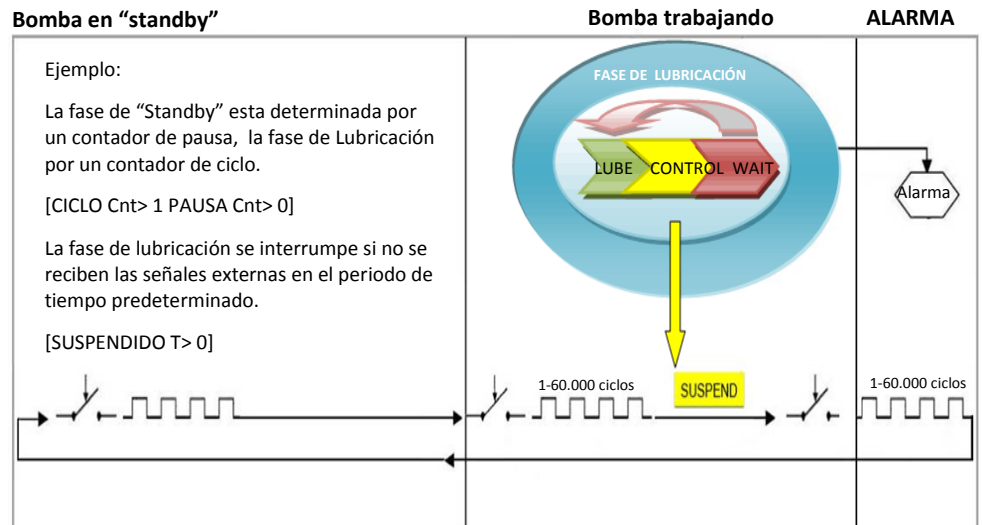 Bomba en “standby”
Bomba trabajando
ALARMA
Ejemplo:
La fase de “Standby” esta determinada por
un contador de pausa, la fase de Lubricación
por un contador de ciclo.
[CICLO Cnt> 1 PAUSA Cnt> 0]
La fase de lubricación se interrumpe si no se
reciben las señales externas en el periodo de
tiempo predeterminado.
[SUSPENDIDO T> 0]
FASE DE LUBRICACIÓN
LUBE CONTROL WAIT
Alarma
1-60.000 ciclos
SUSPEND
1-60.000 ciclos